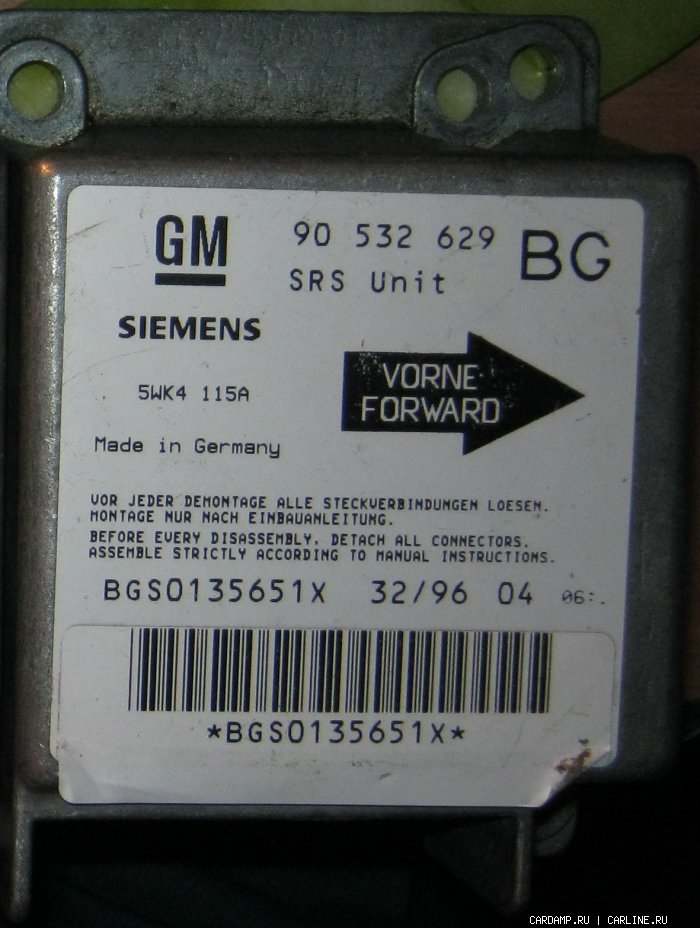 GM
90 532 629 BG
SRS Unit
SIEMENS
5WK4 115A
VORNE
FORWARD
Made in Germany
VOR JEDER DEMONTAGE ALLE STECKVERBINDUNGEN LOESEN.
MONTAGE NUR NACH EINBAUANLEITUNG.
BEFORE EVERY DISASSEMBLY, DETACH ALL CONNECTORS.
ASSEMBLE STRICTLY ACCORDING TO MANUAL INSTRUCTIONS.
BGS0135651X 32/96 04
*BGS0135651X*
CARDAMP.RU | CARLINE.RU